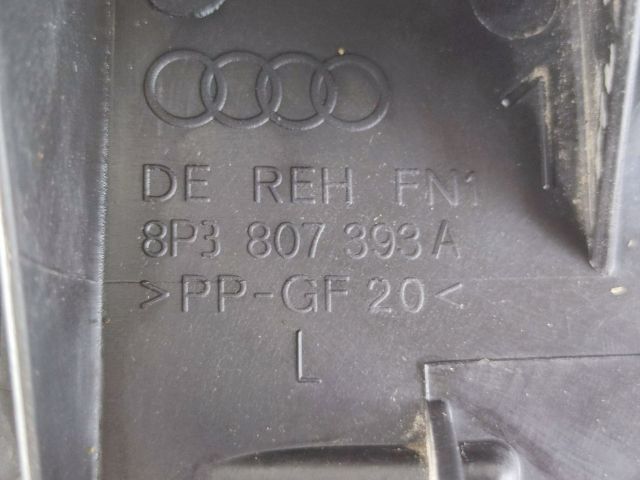 DE REH FN1
8P3 807 393 A
>PP-GF 20<
L